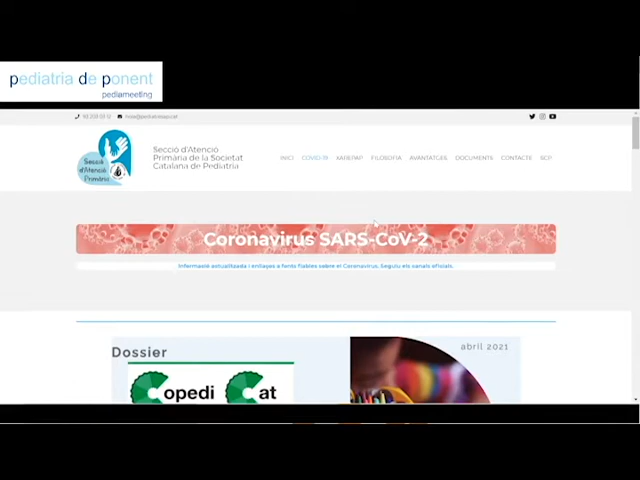 pediatria de ponent
pediameeting
Secció d'Atenció
Primària de la Societat
Catalana de Pediatria
Secció
d'Atenció
Primària
INICI COVID-19 XAREPAP FILOSOFIA AVANTATGES DOCUMENTS CONTACTE SCP
Coronavirus SARS-CoV-2
Informació actualitzada i enllaços a fonts fiables sobre el Coronavirus. Seguiu els canals oficials.
Dossier
abril 2021
Copedi Cat